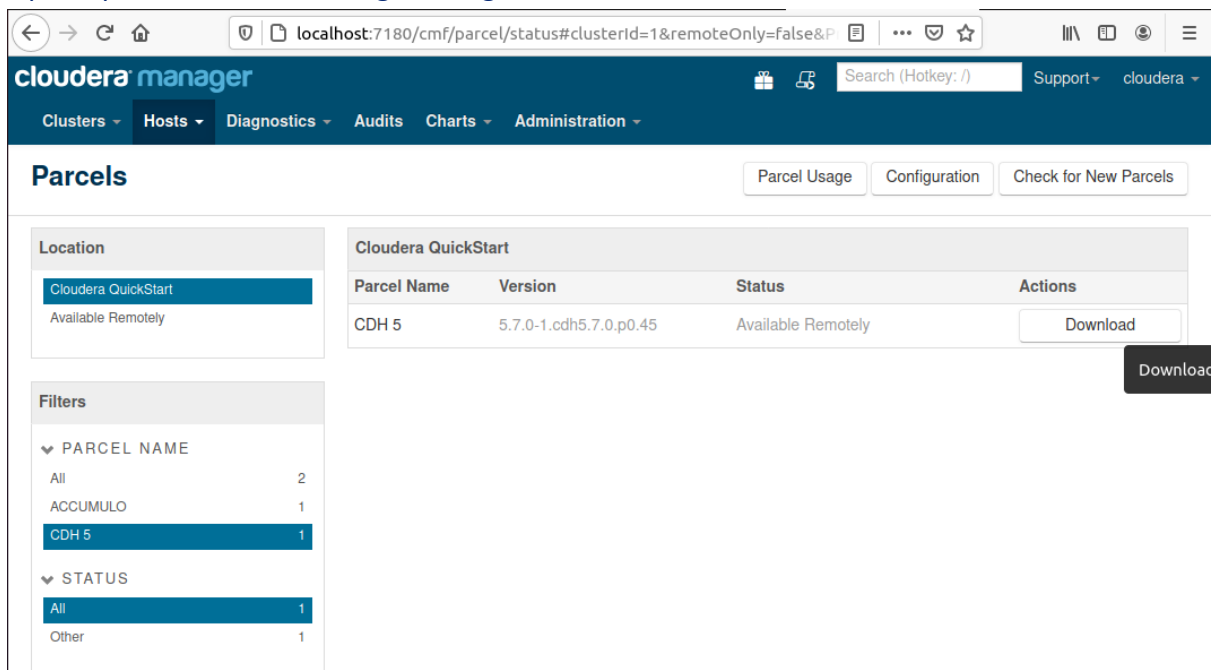 localhost:7180/cmf/parcel/status#clusterId=1&remoteOnly=false&P
cloudera manager
Search (Hotkey: /)
Support
cloudera
Clusters
Hosts
Diagnostics
Audits
Charts
Administration
Parcels
Parcel Usage
Configuration
Check for New Parcels
Location
Cloudera QuickStart
Available Remotely
Cloudera QuickStart
Parcel Name Version Status Actions
CDH 5 5.7.0-1.cdh5.7.0.p0.45 Available Remotely Download
Download
Filters
PARCEL NAME
All 2
ACCUMULO 1
CDH 5 1
STATUS
All 1
Other 1